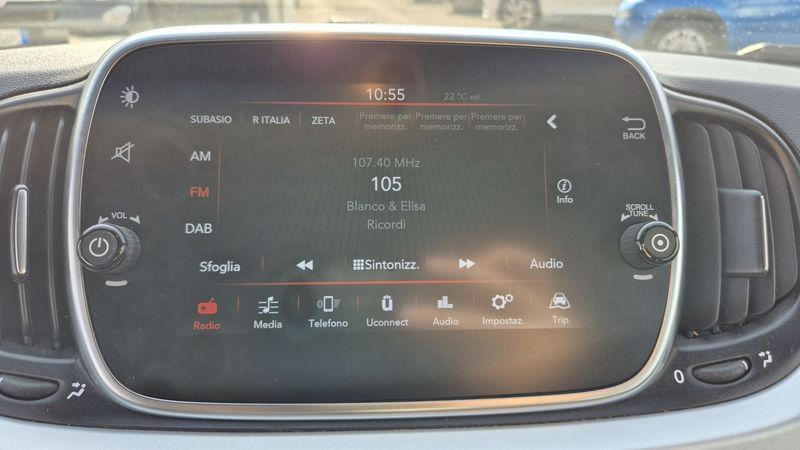 10:55
22 °C est.
SUBASIO R ITALIA ZETA Premere per memorizz. Premere per memorizz. Premere per memorizz.
BACK
AM
107.40 MHz
FM
105
Info
Blanco & Elisa
DAB
Ricordi
VOL
SCROLL
TUNE
Sfoglia
Sintonizz.
Audio
Radio Media Telefono Uconnect Audio Impostaz. Trip
0